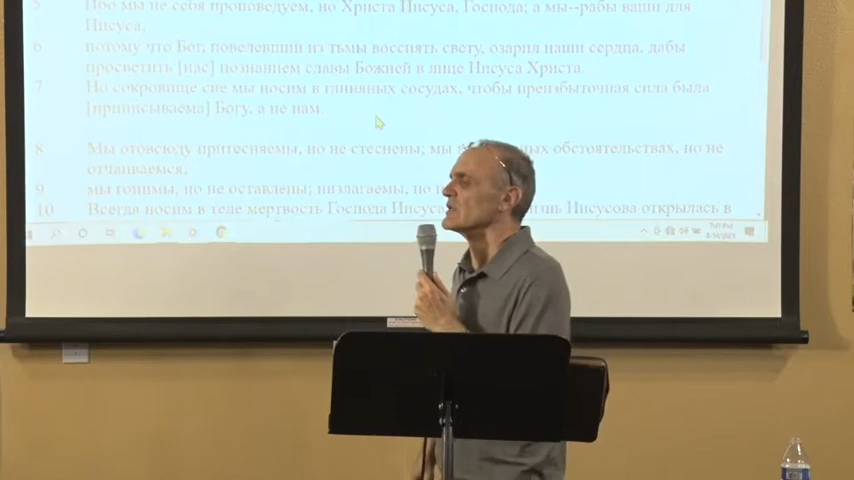 5 Ибо мы не себя проповедуем, но Христа Иисуса, Господа; а мы--рабы ваши для
Иисуса,
6 потому что Бог, повелевший из тьмы воссиять свету, озарил наши сердца, дабы
просветить [нас] познанием славы Божией в лице Иисуса Христа.
7 Но сокровище сие мы носим в глиняных сосудах, чтобы преизбыточная сила была
[приписываема] Богу, а не нам.
8 Мы отовсюду притесняемы, но не стеснены; мы обстоятельствах, но не
отчаиваемся;
9 мы гонимы, но не оставлены; низлагаемы, но
10 Всегда носим в теле мертвость Господа Иисуса Иисусова открылась в